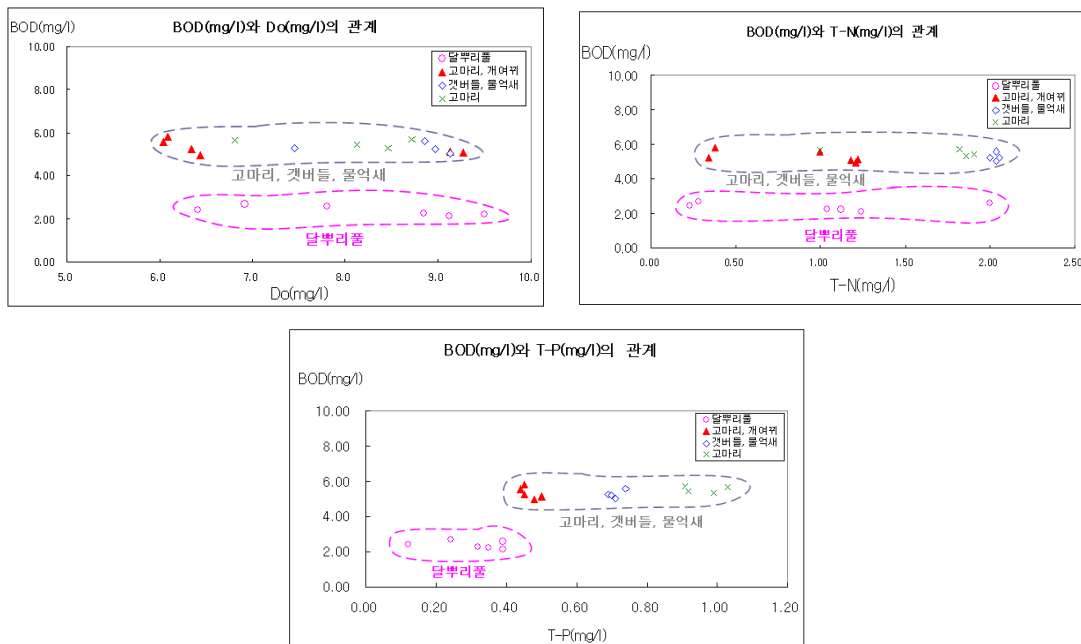 BOD(mg/l)와 Do(mg/l)의 관계
BOD(mg/l)
10.00
8.00
6.00
4.00
2.00
0.00
5.0 6.0 7.0 8.0 9.0 10.0
Do(mg/l)
달뿌리풀
고마리, 개여뀌
갯버들, 물억새
고마리
고마리, 갯버들, 물억새
달뿌리풀
BOD(mg/l)와 T-N(mg/l)의 관계
BOD(mg/l)
10.00
8.00
6.00
4.00
2.00
0.00
0.00 0.50 1.00 1.50 2.00 2.50
T-N(mg/l)
달뿌리풀
고마리, 개여뀌
갯버들, 물억새
고마리
고마리, 갯버들, 물억새
달뿌리풀
BOD(mg/l)와 T-P(mg/l)의 관계
BOD(mg/l)
10.00
8.00
6.00
4.00
2.00
0.00
0.00 0.20 0.40 0.60 0.80 1.00 1.20
T-P(mg/l)
달뿌리풀
고마리, 개여뀌
갯버들, 물억새
고마리
고마리, 갯버들, 물억새
달뿌리풀